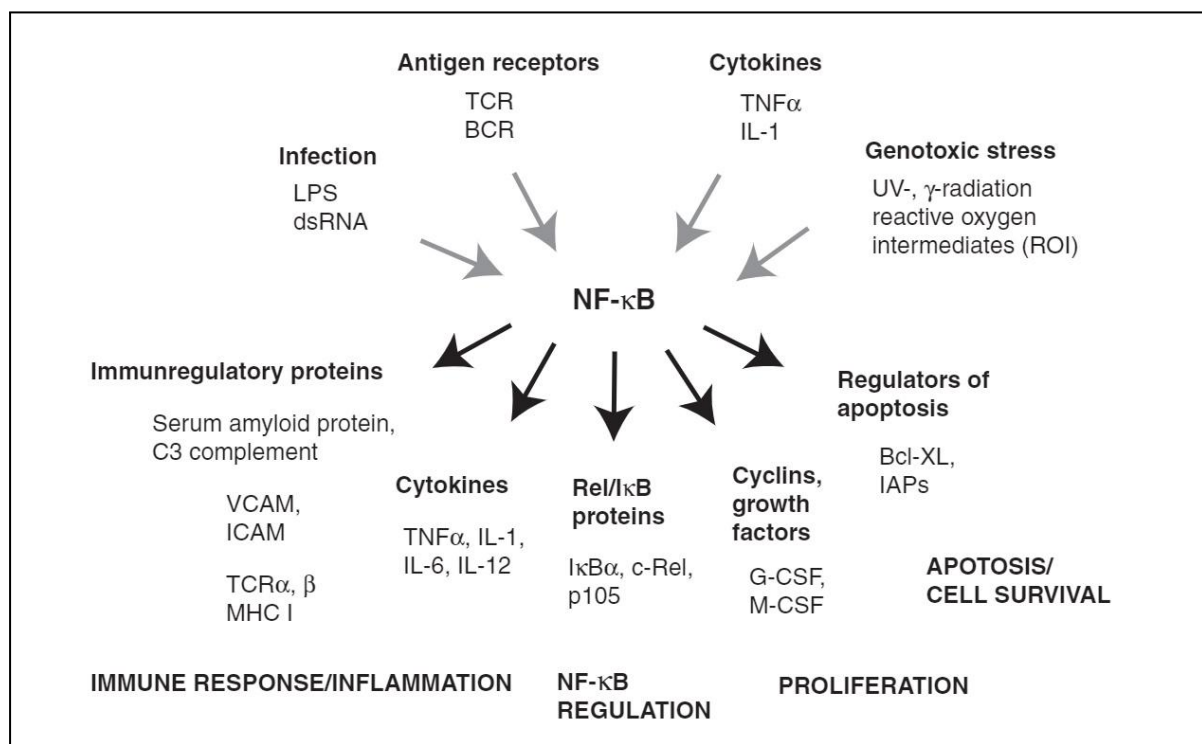 Antigen receptors
TCR
BCR
Cytokines
TNFα
IL-1
Infection
LPS
dsRNA
Genotoxic stress
UV-, γ-radiation
reactive oxygen
intermediates (ROI)
NF-κB
Immunregulatory proteins
Serum amyloid protein,
C3 complement
VCAM,
ICAM
TCRα, β
MHC I
Cytokines
TNFα, IL-1,
IL-6, IL-12
Rel/IκB
proteins
IκBα, c-Rel,
p105
Cyclins,
growth
factors
G-CSF,
M-CSF
Regulators of
apoptosis
Bcl-XL,
IAPs
APOTOSIS/
CELL SURVIVAL
IMMUNE RESPONSE/INFLAMMATION
NF-κB
REGULATION
PROLIFERATION